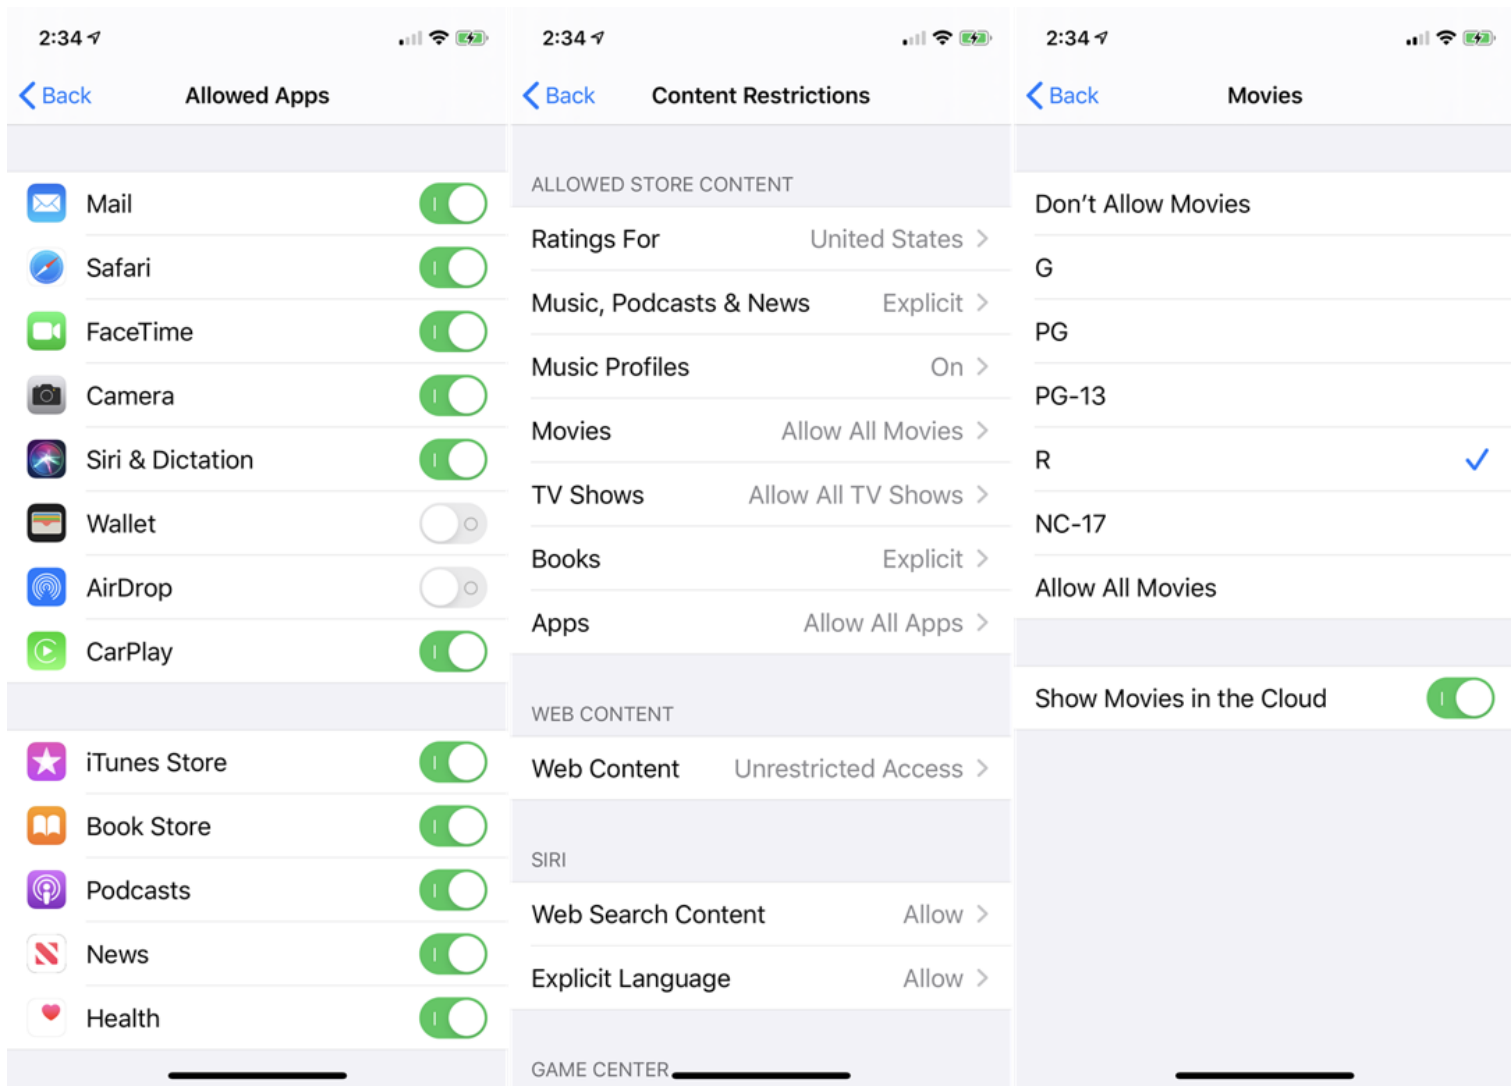 2:34
Back
Allowed Apps
Mail
Safari
FaceTime
Camera
Siri & Dictation
Wallet
AirDrop
CarPlay
iTunes Store
Book Store
Podcasts
News
Health
2:34
Back
Content Restrictions
ALLOWED STORE CONTENT
Ratings For United States
Music, Podcasts & News Explicit
Music Profiles On
Movies Allow All Movies
TV Shows Allow All TV Shows
Books Explicit
Apps Allow All Apps
WEB CONTENT
Web Content Unrestricted Access
SIRI
Web Search Content Allow
Explicit Language Allow
GAME CENTER
2:34
Back
Movies
Don’t Allow Movies
G
PG
PG-13
R
NC-17
Allow All Movies
Show Movies in the Cloud